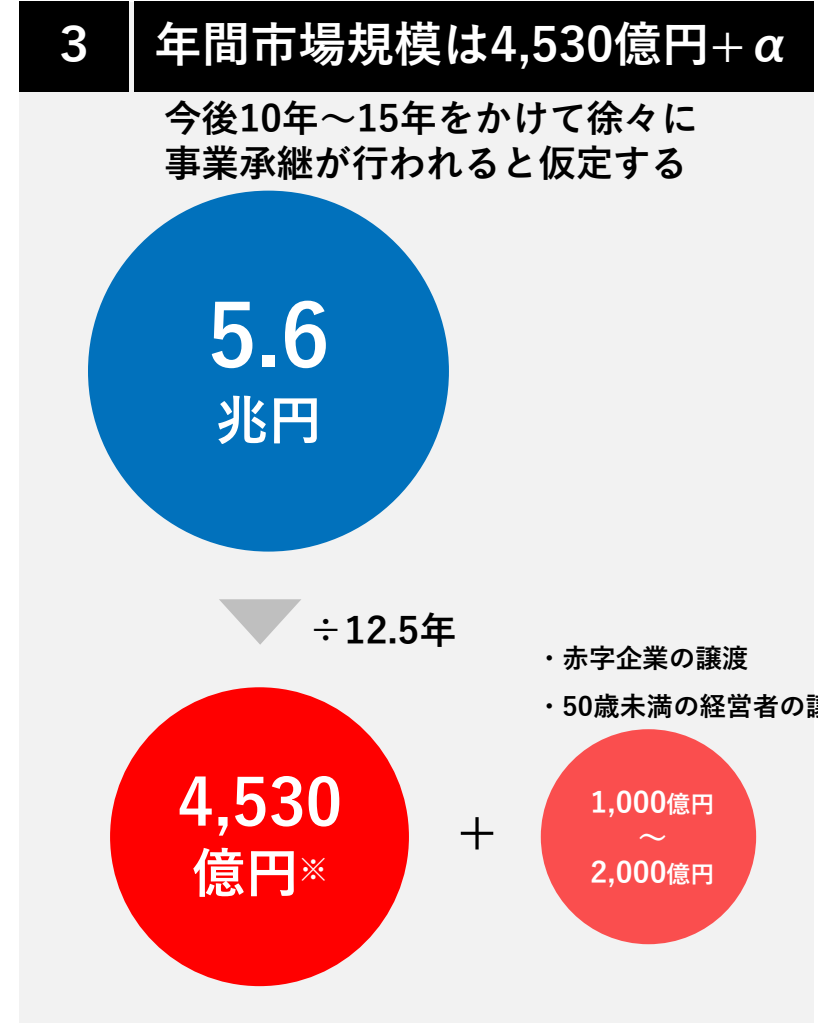 3 年間市場規模は4,530億円＋α
今後10年～15年をかけて徐々に
事業承継が行われると仮定する
5.6
兆円
÷12.5年
・赤字企業の譲渡
・50歳未満の経営者の
4,530
億円※
＋
1,000億円
～
2,000億円